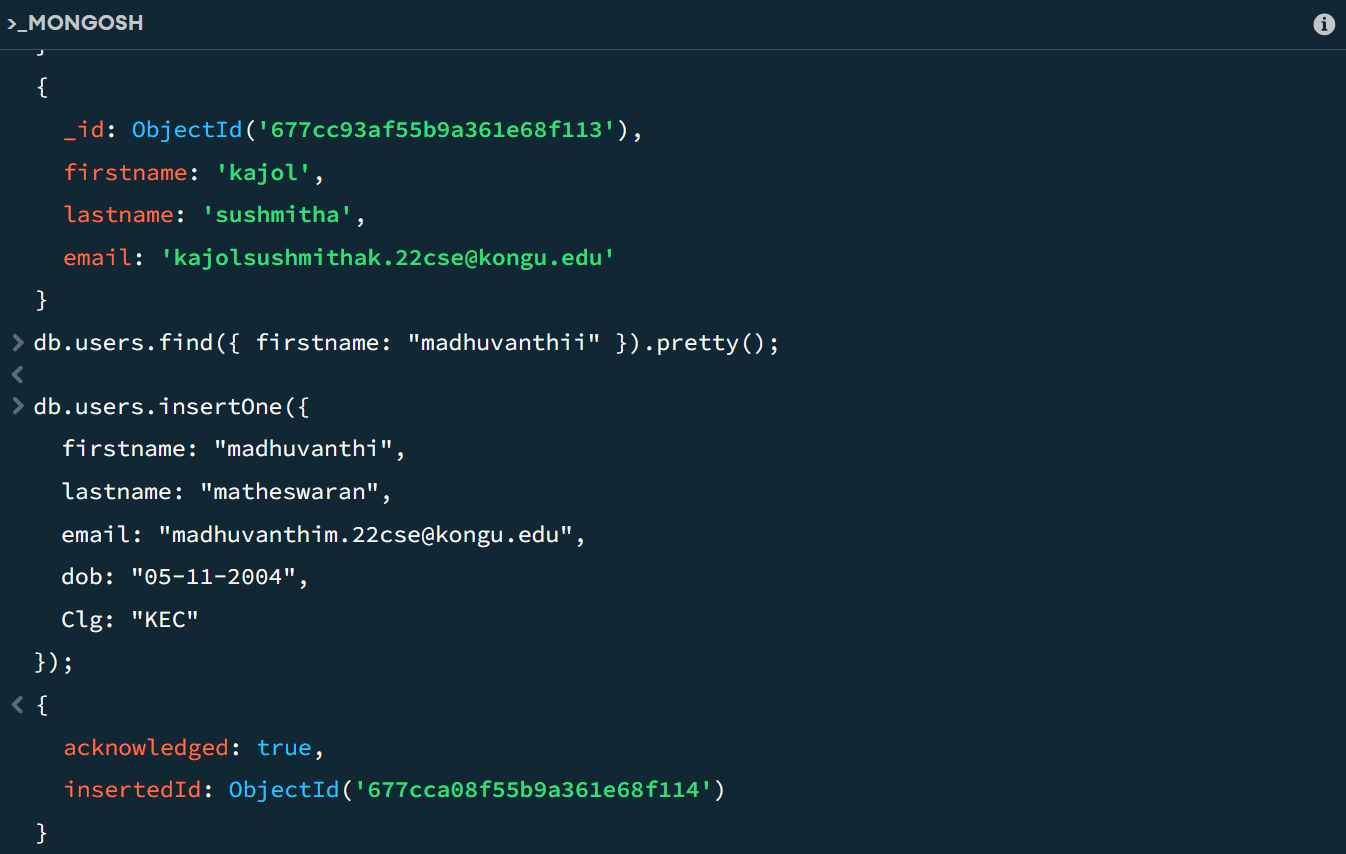 >_MONGOSH
}
{
_id: ObjectId('677cc93af55b9a361e68f113'),
firstname: 'kajol',
lastname: 'sushmitha',
email: 'kajolsushmithak.22cse@kongu.edu'
}
> db.users.find({ firstname: "madhuvanthii" }).pretty();
<
> db.users.insertOne({
firstname: "madhuvanthi",
lastname: "matheswaran",
email: "madhuvanthim.22cse@kongu.edu",
dob: "05-11-2004",
Clg: "KEC"
});
< {
acknowledged: true,
insertedId: ObjectId('677cca08f55b9a361e68f114')
}